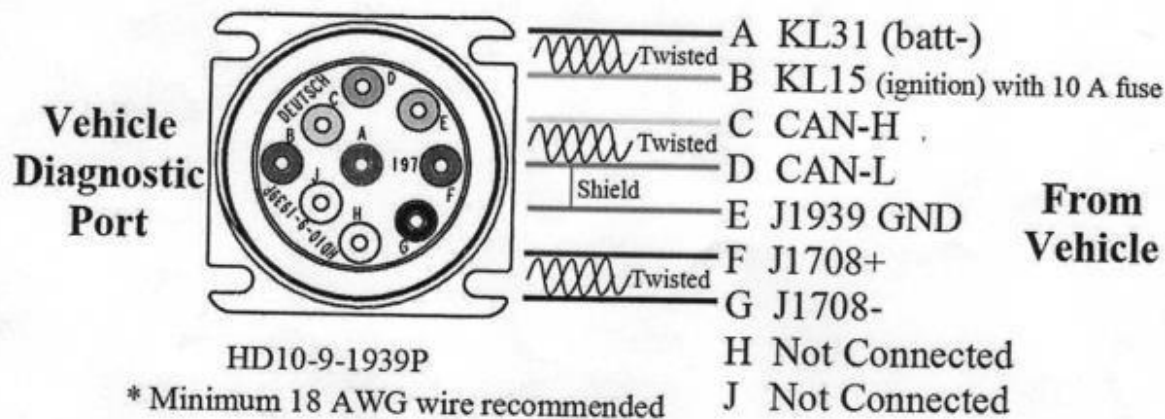 Vehicle
Diagnostic
Port
DEUTSCH
A
B
C
D
E
F
G
H
J
197
HD10-9-1939P
HD10-9-1939P
* Minimum 18 AWG wire recommended
Twisted
Twisted
Shield
Twisted
A KL31 (batt-)
B KL15 (ignition) with 10 A fuse
C CAN-H
D CAN-L
E J1939 GND
F J1708+
G J1708-
H Not Connected
J Not Connected
From
Vehicle